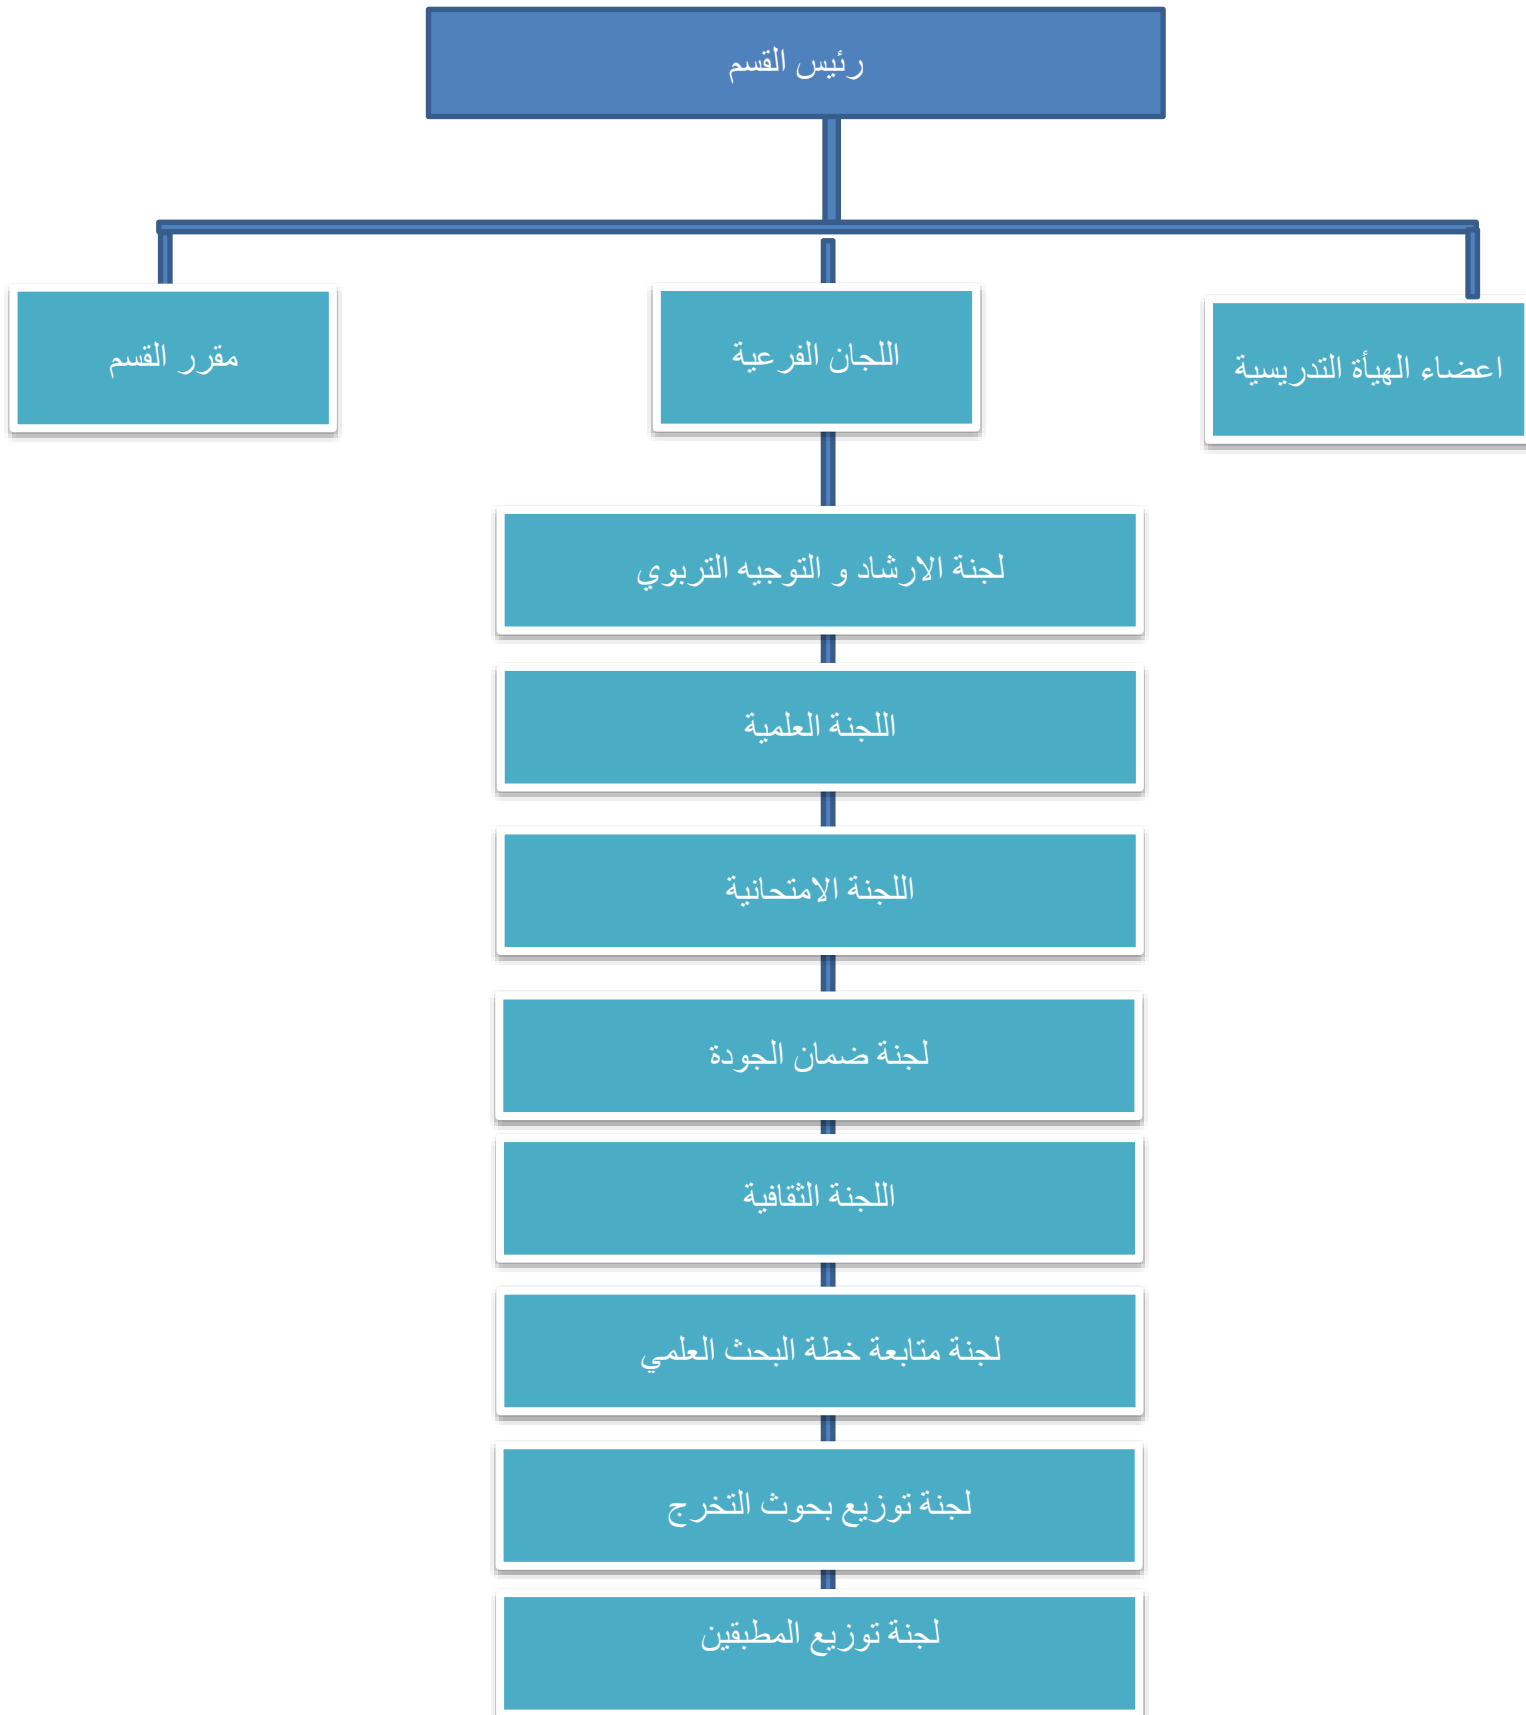 رئيس القسم
اعضاء الهيأة التدريسية
اللجان الفرعية
مقرر القسم
لجنة الارشاد و التوجيه التربوي
اللجنة العلمية
اللجنة الامتحانية
لجنة ضمان الجودة
اللجنة الثقافية
لجنة متابعة خطة البحث العلمي
لجنة توزيع بحوث التخرج
لجنة توزيع المطبقين